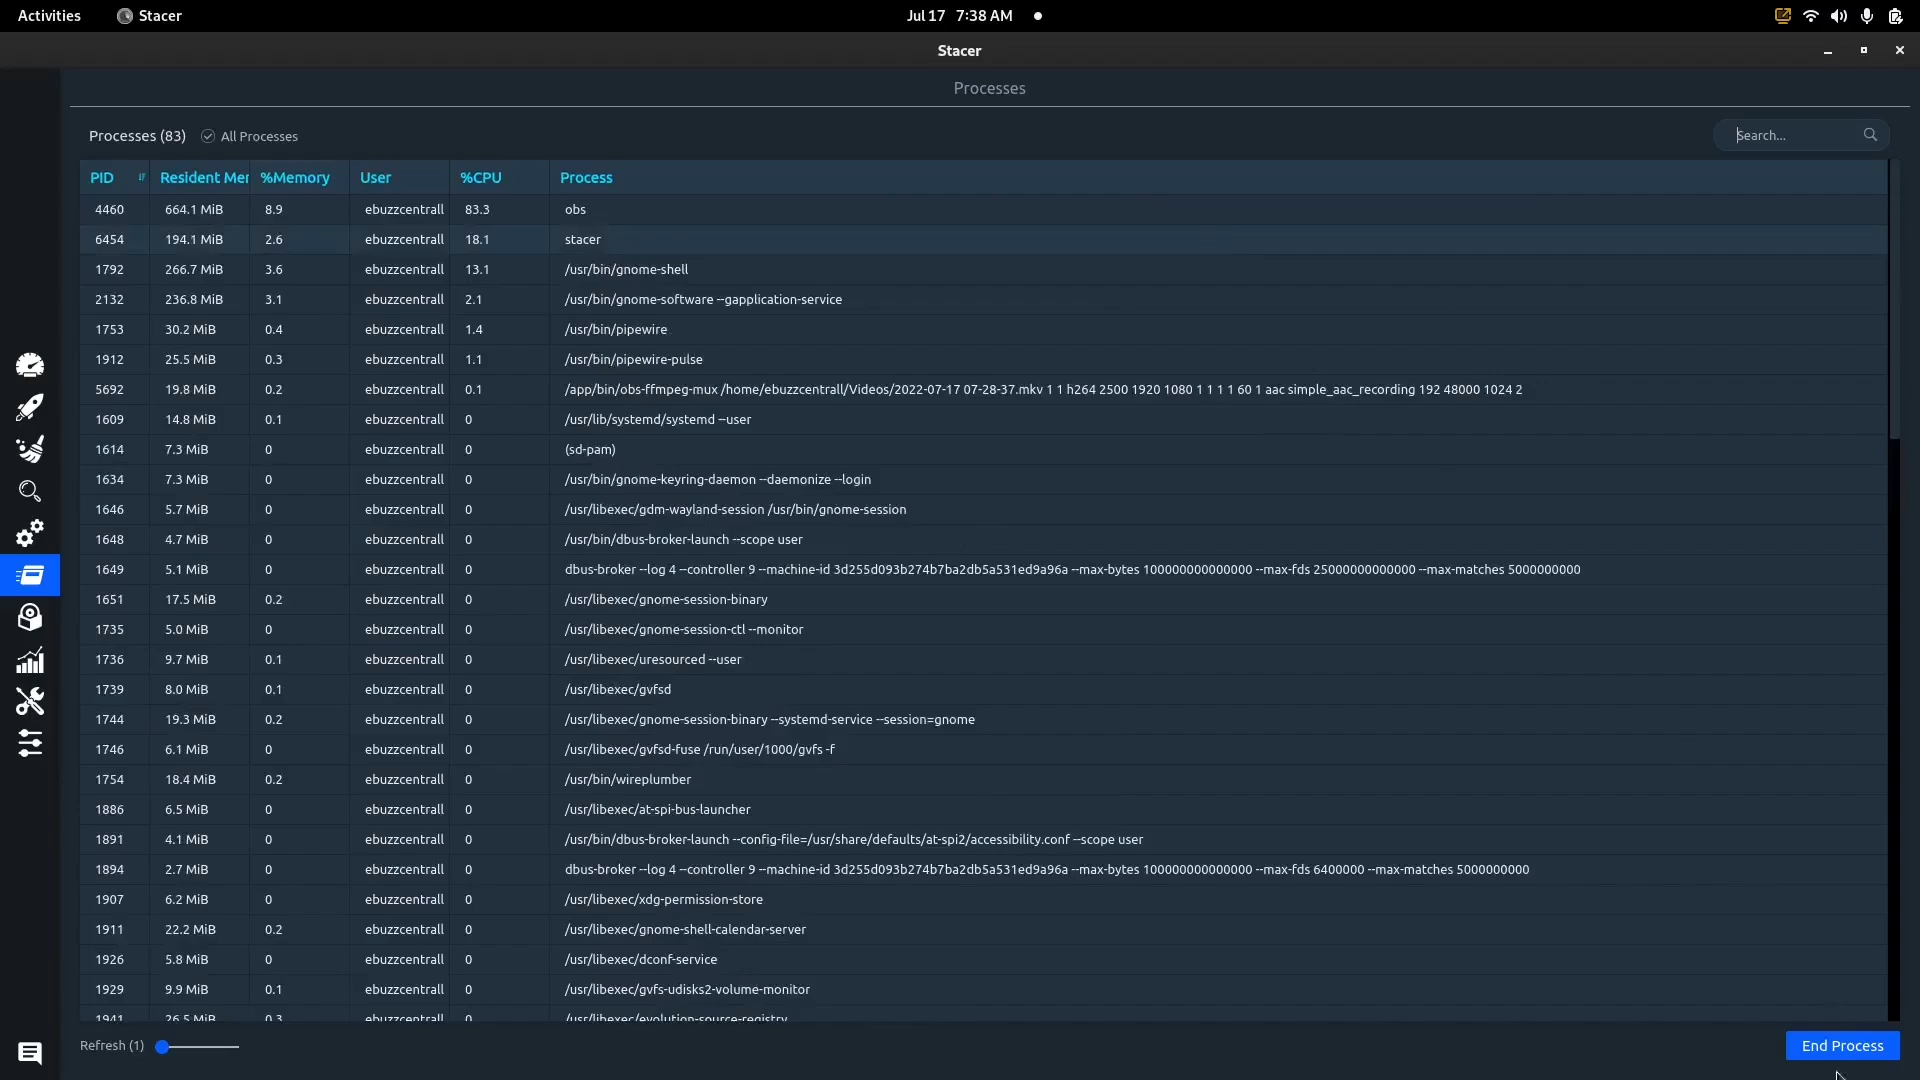 Activities Stacer Jul 17 7:38 AM
Stacer
Processes
Processes (83) All Processes Search...
PID Resident Mer %Memory User %CPU Process
4460 664.1 MiB 8.9 ebuzzcentrall 83.3 obs
6454 194.1 MiB 2.6 ebuzzcentrall 18.1 stacer
1792 266.7 MiB 3.6 ebuzzcentrall 13.1 /usr/bin/gnome-shell
2132 236.8 MiB 3.1 ebuzzcentrall 2.1 /usr/bin/gnome-software --gapplication-service
1753 30.2 MiB 0.4 ebuzzcentrall 1.4 /usr/bin/pipewire
1912 25.5 MiB 0.3 ebuzzcentrall 1.1 /usr/bin/pipewire-pulse
5692 19.8 MiB 0.2 ebuzzcentrall 0.1 /app/bin/obs-ffmpeg-mux /home/ebuzzcentrall/Videos/2022-07-17 07-28-37.mkv 1 1 h264 2500 1920 1080 1 1 1 1 60 1 aac simple_aac_recording 192 48000 1024 2
1609 14.8 MiB 0.1 ebuzzcentrall 0 /usr/lib/systemd/systemd --user
1614 7.3 MiB 0 ebuzzcentrall 0 (sd-pam)
1634 7.3 MiB 0 ebuzzcentrall 0 /usr/bin/gnome-keyring-daemon --daemonize --login
1646 5.7 MiB 0 ebuzzcentrall 0 /usr/libexec/gdm-wayland-session /usr/bin/gnome-session
1648 4.7 MiB 0 ebuzzcentrall 0 /usr/bin/dbus-broker-launch --scope user
1649 5.1 MiB 0 ebuzzcentrall 0 dbus-broker --log 4 --controller 9 --machine-id 3d255d093b274b7ba2db5a531ed9a96a --max-bytes 100000000000000 --max-fds 25000000000000 --max-matches 5000000000
1651 17.5 MiB 0.2 ebuzzcentrall 0 /usr/libexec/gnome-session-binary
1735 5.0 MiB 0 ebuzzcentrall 0 /usr/libexec/gnome-session-ctl --monitor
1736 9.7 MiB 0.1 ebuzzcentrall 0 /usr/libexec/uresourced --user
1739 8.0 MiB 0.1 ebuzzcentrall 0 /usr/libexec/gvfsd
1744 19.3 MiB 0.2 ebuzzcentrall 0 /usr/libexec/gnome-session-binary --systemd-service --session=gnome
1746 6.1 MiB 0 ebuzzcentrall 0 /usr/libexec/gvfsd-fuse /run/user/1000/gvfs -f
1754 18.4 MiB 0.2 ebuzzcentrall 0 /usr/bin/wireplumber
1886 6.5 MiB 0 ebuzzcentrall 0 /usr/libexec/at-spi-bus-launcher
1891 4.1 MiB 0 ebuzzcentrall 0 /usr/bin/dbus-broker-launch --config-file=/usr/share/defaults/at-spi2/accessibility.conf --scope user
1894 2.7 MiB 0 ebuzzcentrall 0 dbus-broker --log 4 --controller 9 --machine-id 3d255d093b274b7ba2db5a531ed9a96a --max-bytes 100000000000000 --max-fds 6400000 --max-matches 5000000000
1907 6.2 MiB 0 ebuzzcentrall 0 /usr/libexec/xdg-permission-store
1911 22.2 MiB 0.2 ebuzzcentrall 0 /usr/libexec/gnome-shell-calendar-server
1926 5.8 MiB 0 ebuzzcentrall 0 /usr/libexec/dconf-service
1929 9.9 MiB 0.1 ebuzzcentrall 0 /usr/libexec/gvfs-udisks2-volume-monitor
1941 26.5 MiB 0.3 ebuzzcentrall 0 /usr/libexec/evolution-source-registry
Refresh (1) End Process